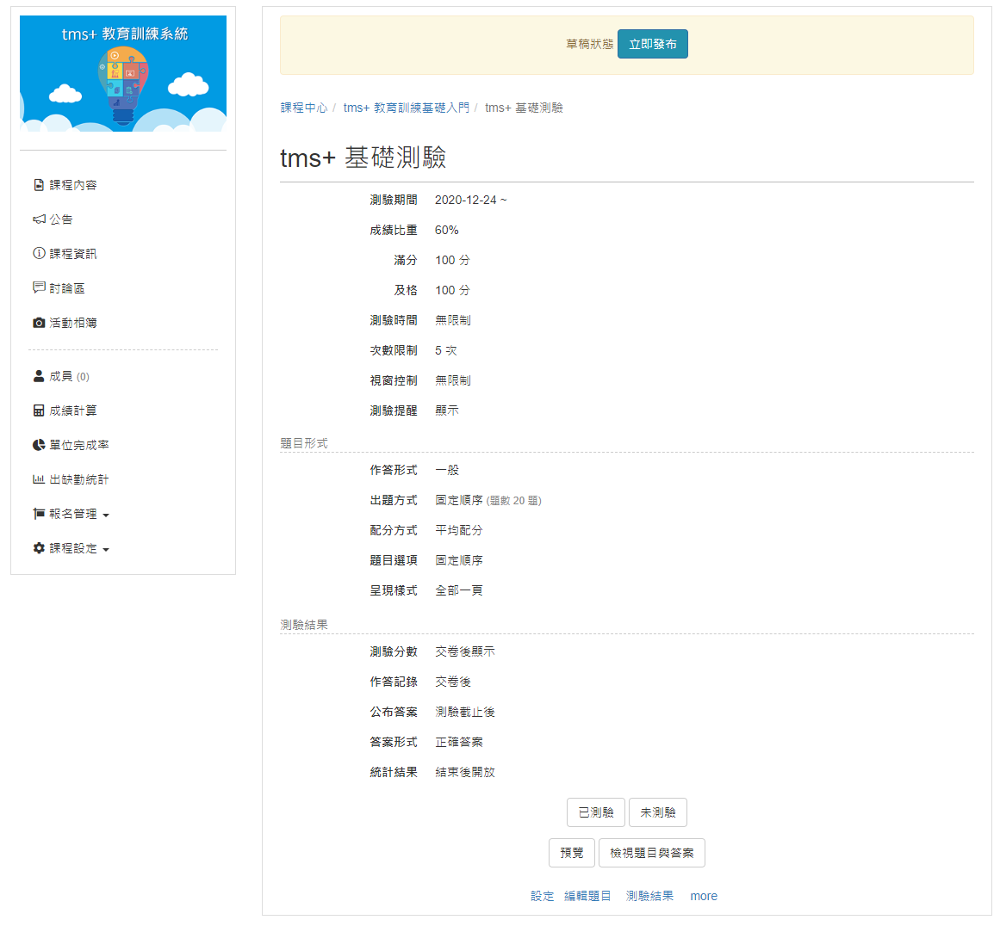 tms+ 教育訓練系統
課程內容
公告
課程資訊
討論區
活動相簿
成員 (0)
成績計算
單位完成率
出缺勤統計
報名管理
課程設定
草稿狀態 立即發布
課程中心 / tms+ 教育訓練基礎入門 / tms+ 基礎測驗
tms+ 基礎測驗
測驗期間 2020-12-24 ~
成績比重 60%
滿分 100 分
及格 100 分
測驗時間 無限制
次數限制 5 次
視窗控制 無限制
測驗提醒 顯示
題目形式
作答形式 一般
出題方式 固定順序 (題數 20 題)
配分方式 平均配分
題目選項 固定順序
呈現樣式 全部一頁
測驗結果
測驗分數 交卷後顯示
作答記錄 交卷後
公布答案 測驗截止後
答案形式 正確答案
統計結果 結束後開放
已測驗 未測驗
預覽 檢視題目與答案
設定 編輯題目 測驗結果 more